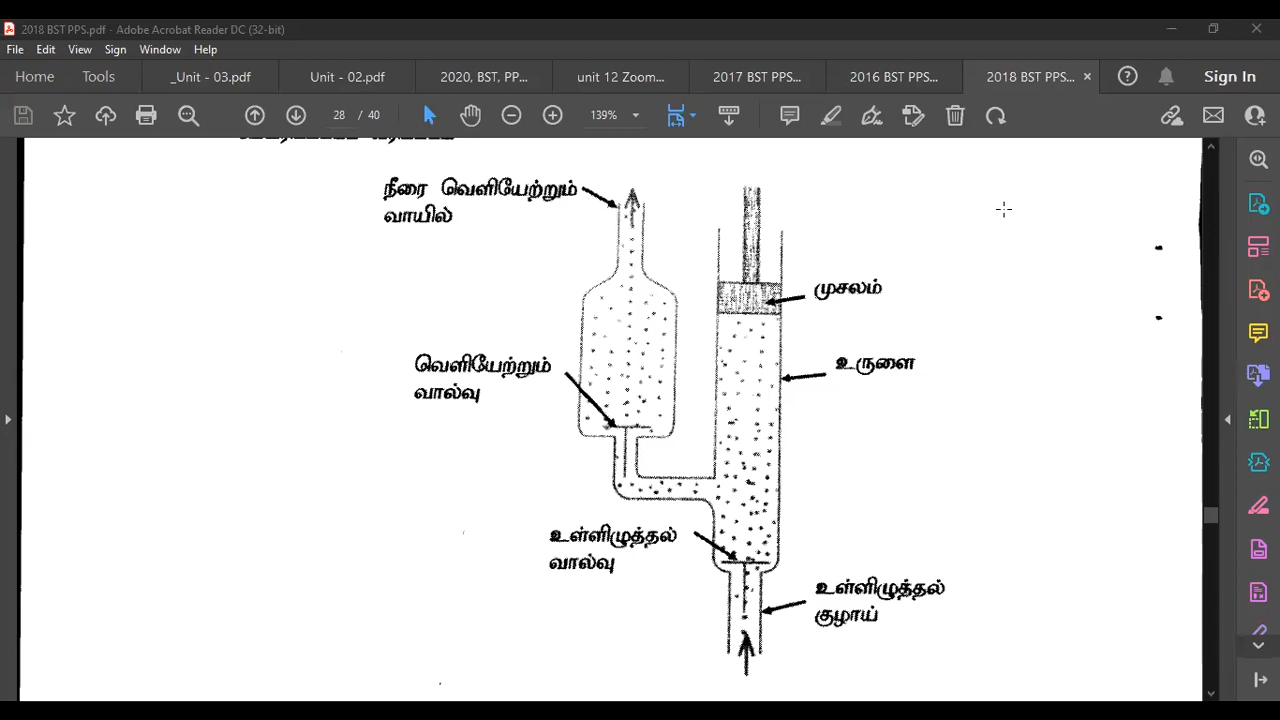 2018 BST PPS.pdf - Adobe Acrobat Reader DC (32-bit)
File Edit View Sign Window Help
Home Tools _Unit - 03.pdf Unit - 02.pdf 2020, BST, PP... unit 12 Zoom... 2017 BST PPS... 2016 BST PPS... 2018 BST PPS... × Sign In
28 / 40 139%
நீரை வெளியேற்றும்
வாயில்
முசலம்
வெளியேற்றும்
வால்வு
உருளை
உள்ளிழுத்தல்
வால்வு
உள்ளிழுத்தல்
குழாய்